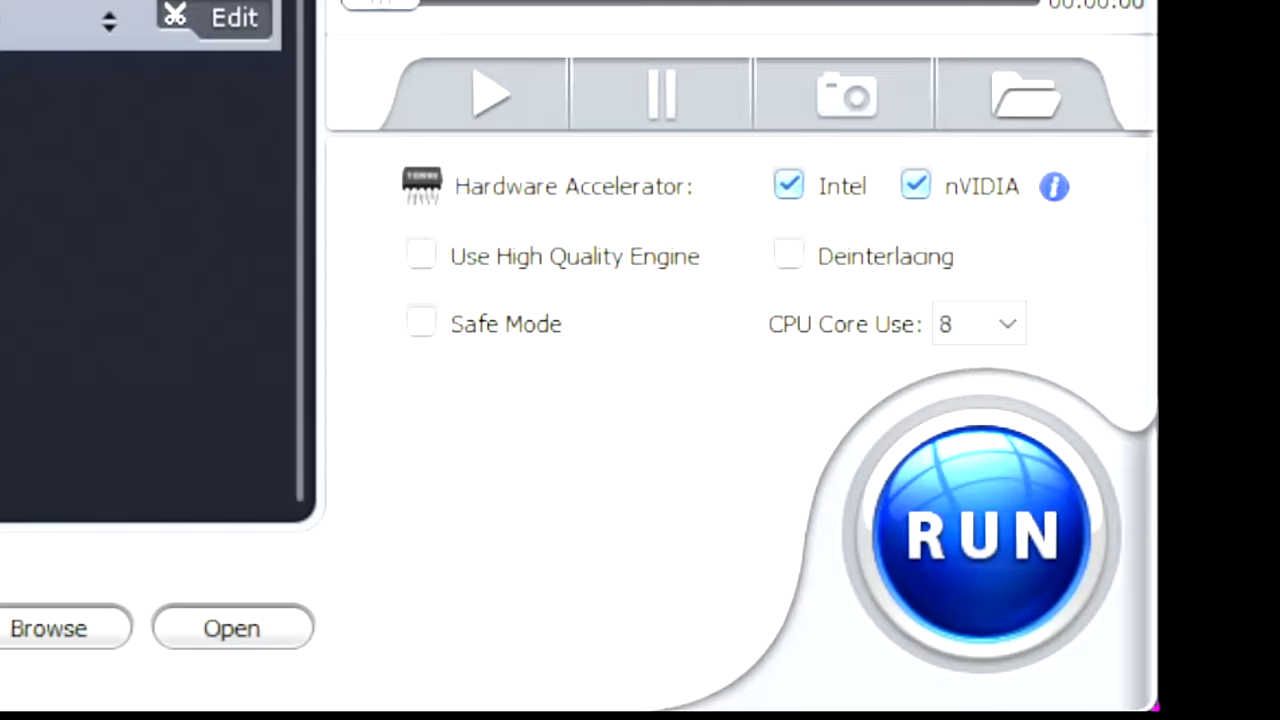 00:00:00
Edit
Hardware Accelerator: Intel nVIDIA
Use High Quality Engine Deinterlacing
Safe Mode CPU Core Use: 8
RUN
Browse Open